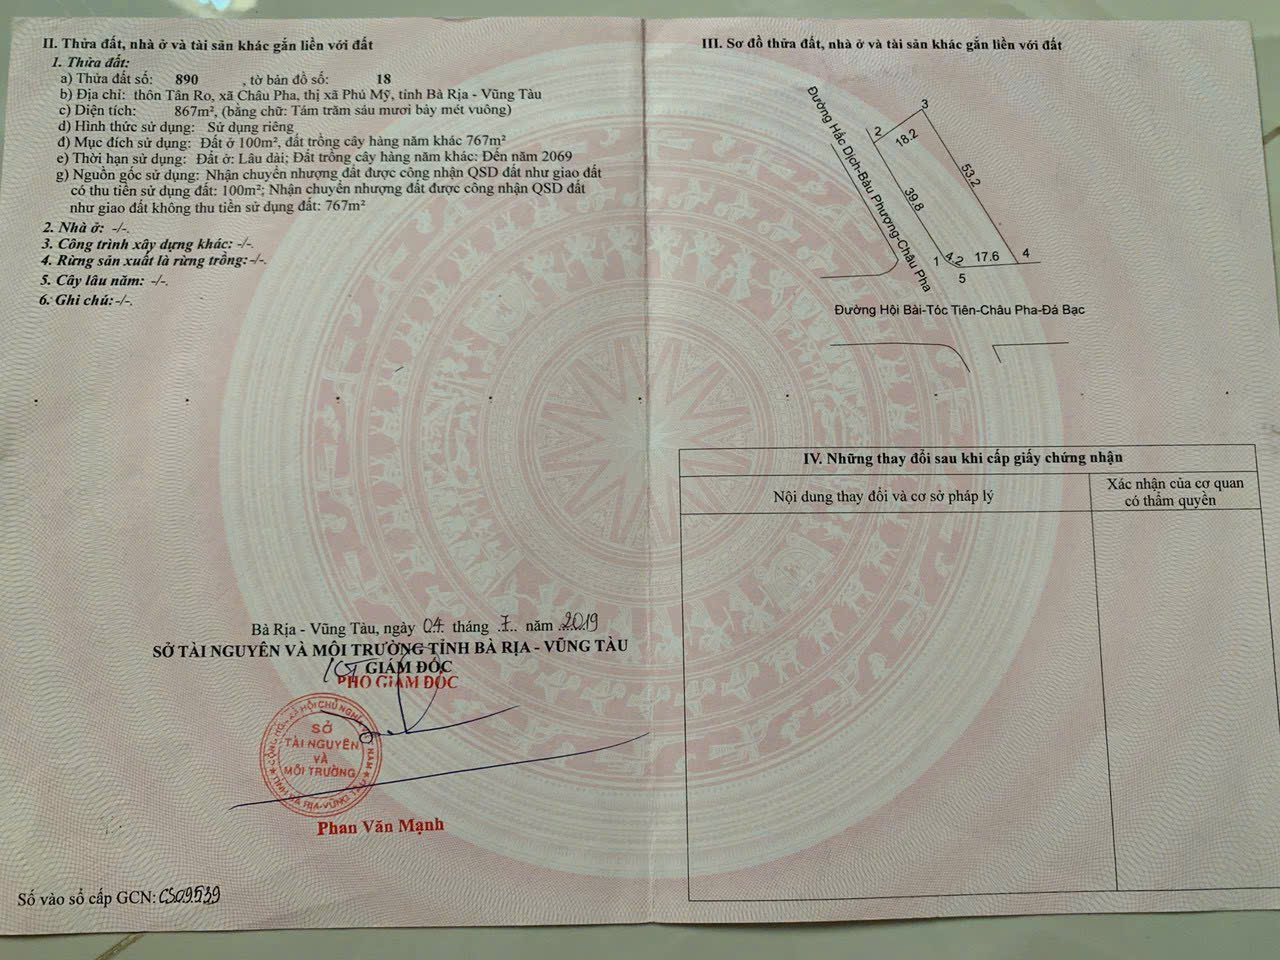 II. Thửa đất, nhà ở và tài sản khác gắn liền với đất
1. Thửa đất:
a) Thửa đất số: 890 , tờ bản đồ số: 18
b) Địa chỉ: thôn Tân Ro, xã Châu Pha, thị xã Phú Mỹ, tỉnh Bà Rịa - Vũng Tàu
c) Diện tích: 867m², (bằng chữ: Tám trăm sáu mươi bảy mét vuông)
d) Hình thức sử dụng: Sử dụng riêng
đ) Mục đích sử dụng: Đất ở 100m², đất trồng cây hàng năm khác 767m²
e) Thời hạn sử dụng: Đất ở: Lâu dài; Đất trồng cây hàng năm khác: Đến năm 2069
g) Nguồn gốc sử dụng: Nhận chuyển nhượng đất được công nhận QSD đất như giao đất
có thu tiền sử dụng đất: 100m²; Nhận chuyển nhượng đất được công nhận QSD đất
như giao đất không thu tiền sử dụng đất: 767m²
2. Nhà ở: -/-.
3. Công trình xây dựng khác: -/-.
4. Rừng sản xuất là rừng trồng:-/-.
5. Cây lâu năm: -/-.
6. Ghi chú:-/-.
Bà Rịa - Vũng Tàu, ngày 04 tháng .7.. năm 2019
SỞ TÀI NGUYÊN VÀ MÔI TRƯỜNG TỈNH BÀ RỊA - VŨNG TÀU
KT GIÁM ĐỐC
PHÓ GIÁM ĐỐC
CỘNG HÒA XÃ HỘI CHỦ NGHĨA VIỆT NAM
SỞ
TÀI NGUYÊN
VÀ
MÔI TRƯỜNG
TỈNH BÀ RỊA-VŨNG TÀU
Phan Văn Mạnh
Số vào sổ cấp GCN: CS09539
III. Sơ đồ thửa đất, nhà ở và tài sản khác gắn liền với đất
Đường Hắc Dịch-Bàu Phượng-Châu Pha
3
2
18.2
53.2
39.8
1
4.2
17.6
4
5
Đường Hội Bài-Tóc Tiên-Châu Pha-Đá Bạc
IV. Những thay đổi sau khi cấp giấy chứng nhận
Nội dung thay đổi và cơ sở pháp lý
Xác nhận của cơ quan
có thẩm quyền